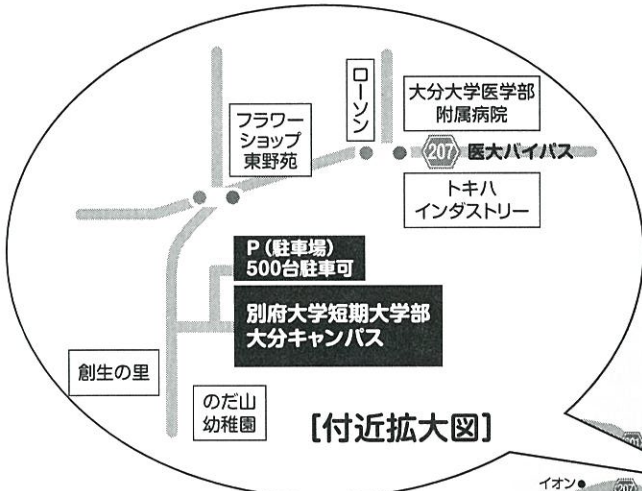 ローソン
大分大学医学部
附属病院
フラワー
ショップ
東野苑
207 医大バイパス
トキハ
インダストリー
P(駐車場)
500台駐車可
別府大学短期大学部
大分キャンパス
創生の里
のだ山
幼稚園
[付近拡大図]
イオン
207